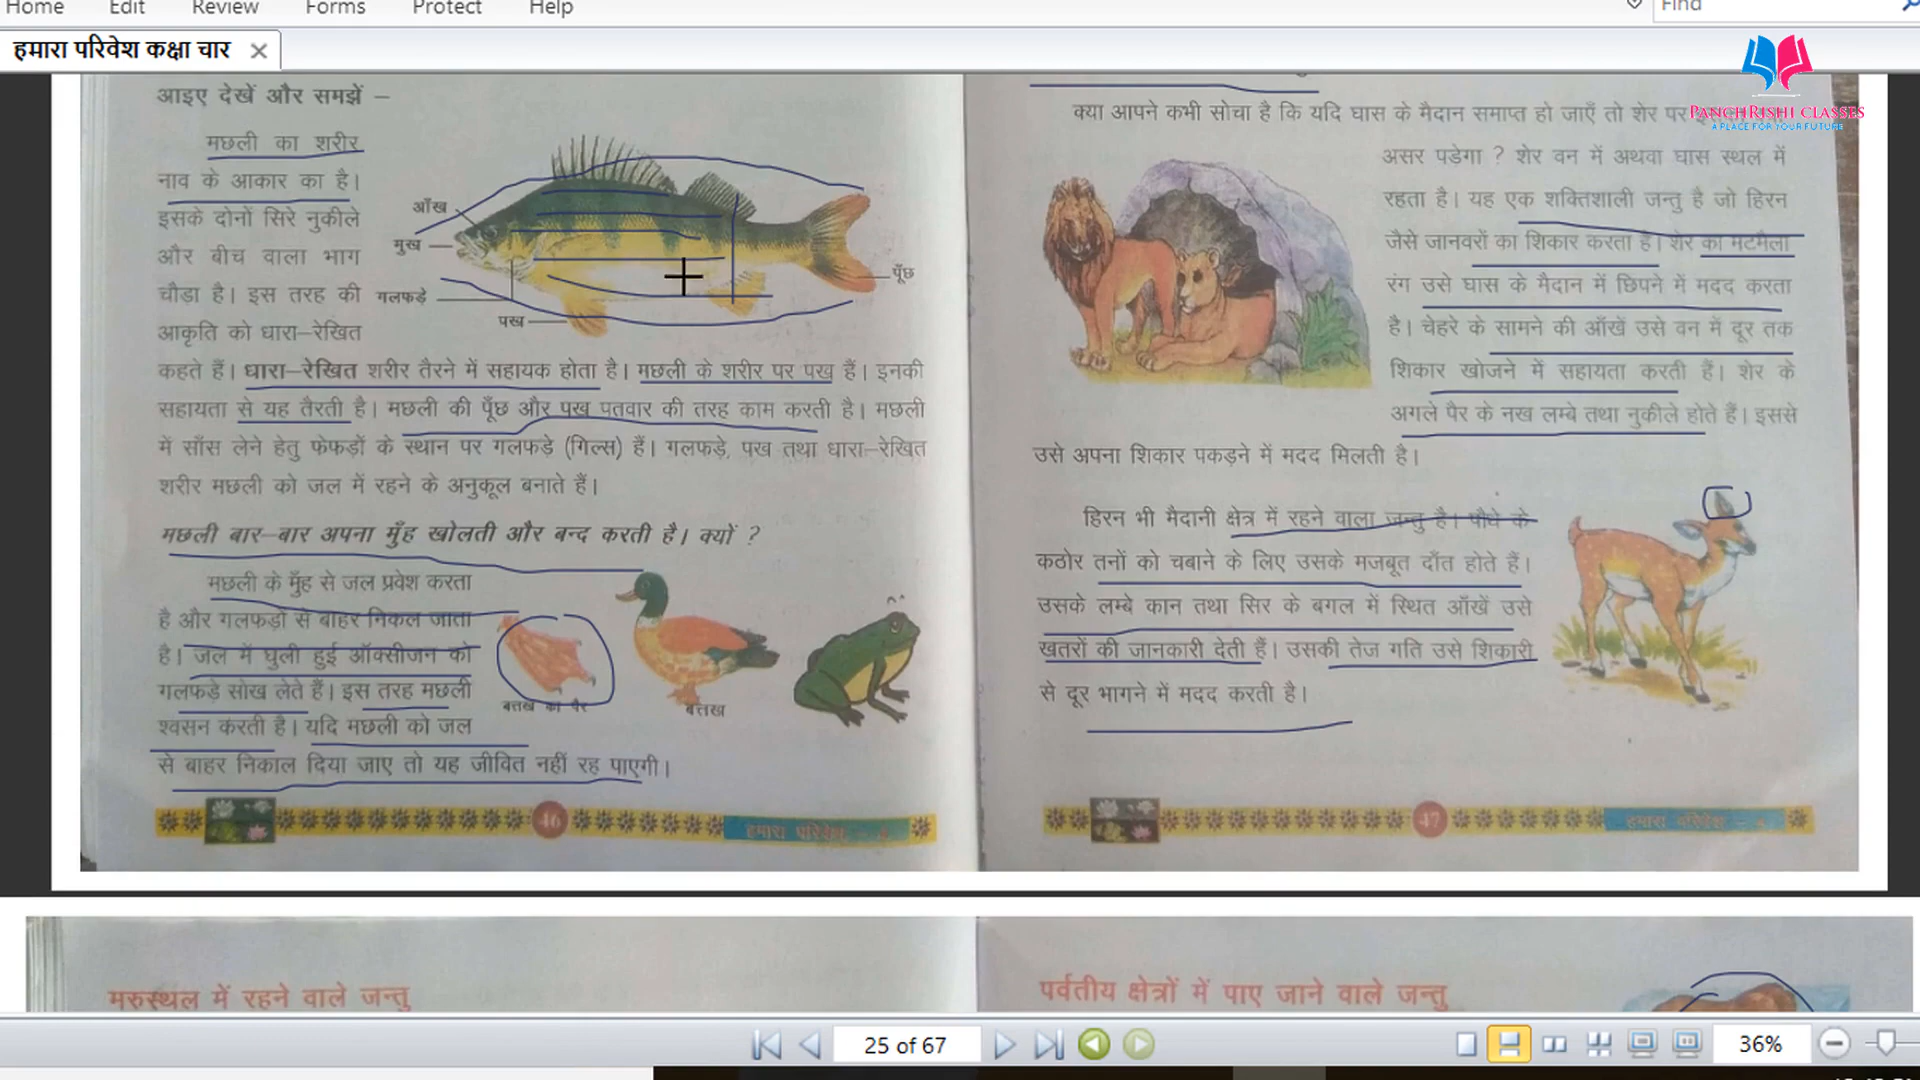 Home Edit Review Forms Protect Help
Find
हमारा परिवेश कक्षा चार
PANCHRISHI CLASSES
A PLACE FOR YOUR FUTURE
आइए देखें और समझें –
मछली का शरीर
नाव के आकार का है।
इसके दोनों सिरे नुकीले
और बीच वाला भाग
चौडा है। इस तरह की
आकृति को धारा–रेखित
कहते हैं। धारा–रेखित शरीर तैरने में सहायक होता है। मछली के शरीर पर पख हैं। इनकी
सहायता से यह तैरती है। मछली की पूँछ और पख पतवार की तरह काम करती है। मछली
में साँस लेने हेतु फेफड़ों के स्थान पर गलफडे (गिल्स) हैं। गलफडे, पख तथा धारा–रेखित
शरीर मछली को जल में रहने के अनुकूल बनाते हैं।
आँख
मुख
गलफड़े
पख
पूँछ
मछली बार–बार अपना मुँह खोलती और बन्द करती है। क्यों ?
मछली के मुँह से जल प्रवेश करता
है और गलफड़ो से बाहर निकल जाता
है। जल में घुली हुई ऑक्सीजन को
गलफड़े सोख लेते हैं। इस तरह मछली
श्वसन करती है। यदि मछली को जल
से बाहर निकाल दिया जाए तो यह जीवित नहीं रह पाएगी।
बत्तख का पैर
बत्तख
46
हमारा परिवेश –
क्या आपने कभी सोचा है कि यदि घास के मैदान समाप्त हो जाएँ तो शेर पर
असर पड़ेगा ? शेर वन में अथवा घास स्थल में
रहता है। यह एक शक्तिशाली जन्तु है जो हिरन
जैसे जानवरों का शिकार करता है। शेर का मटमैला
रंग उसे घास के मैदान में छिपने में मदद करता
है। चेहरे के सामने की आँखें उसे वन में दूर तक
शिकार खोजने में सहायता करती हैं। शेर के
अगले पैर के नख लम्बे तथा नुकीले होते हैं। इससे
उसे अपना शिकार पकड़ने में मदद मिलती है।
हिरन भी मैदानी क्षेत्र में रहने वाला जन्तु है। पौधे के
कठोर तनों को चबाने के लिए उसके मजबूत दाँत होते हैं।
उसके लम्बे कान तथा सिर के बगल में स्थित आँखें उसे
खतरों की जानकारी देती हैं। उसकी तेज गति उसे शिकारी
से दूर भागने में मदद करती है।
47
हमारा परिवेश –
मरुस्थल में रहने वाले जन्तु
पर्वतीय क्षेत्रों में पाए जाने वाले जन्तु
25 of 67
36%